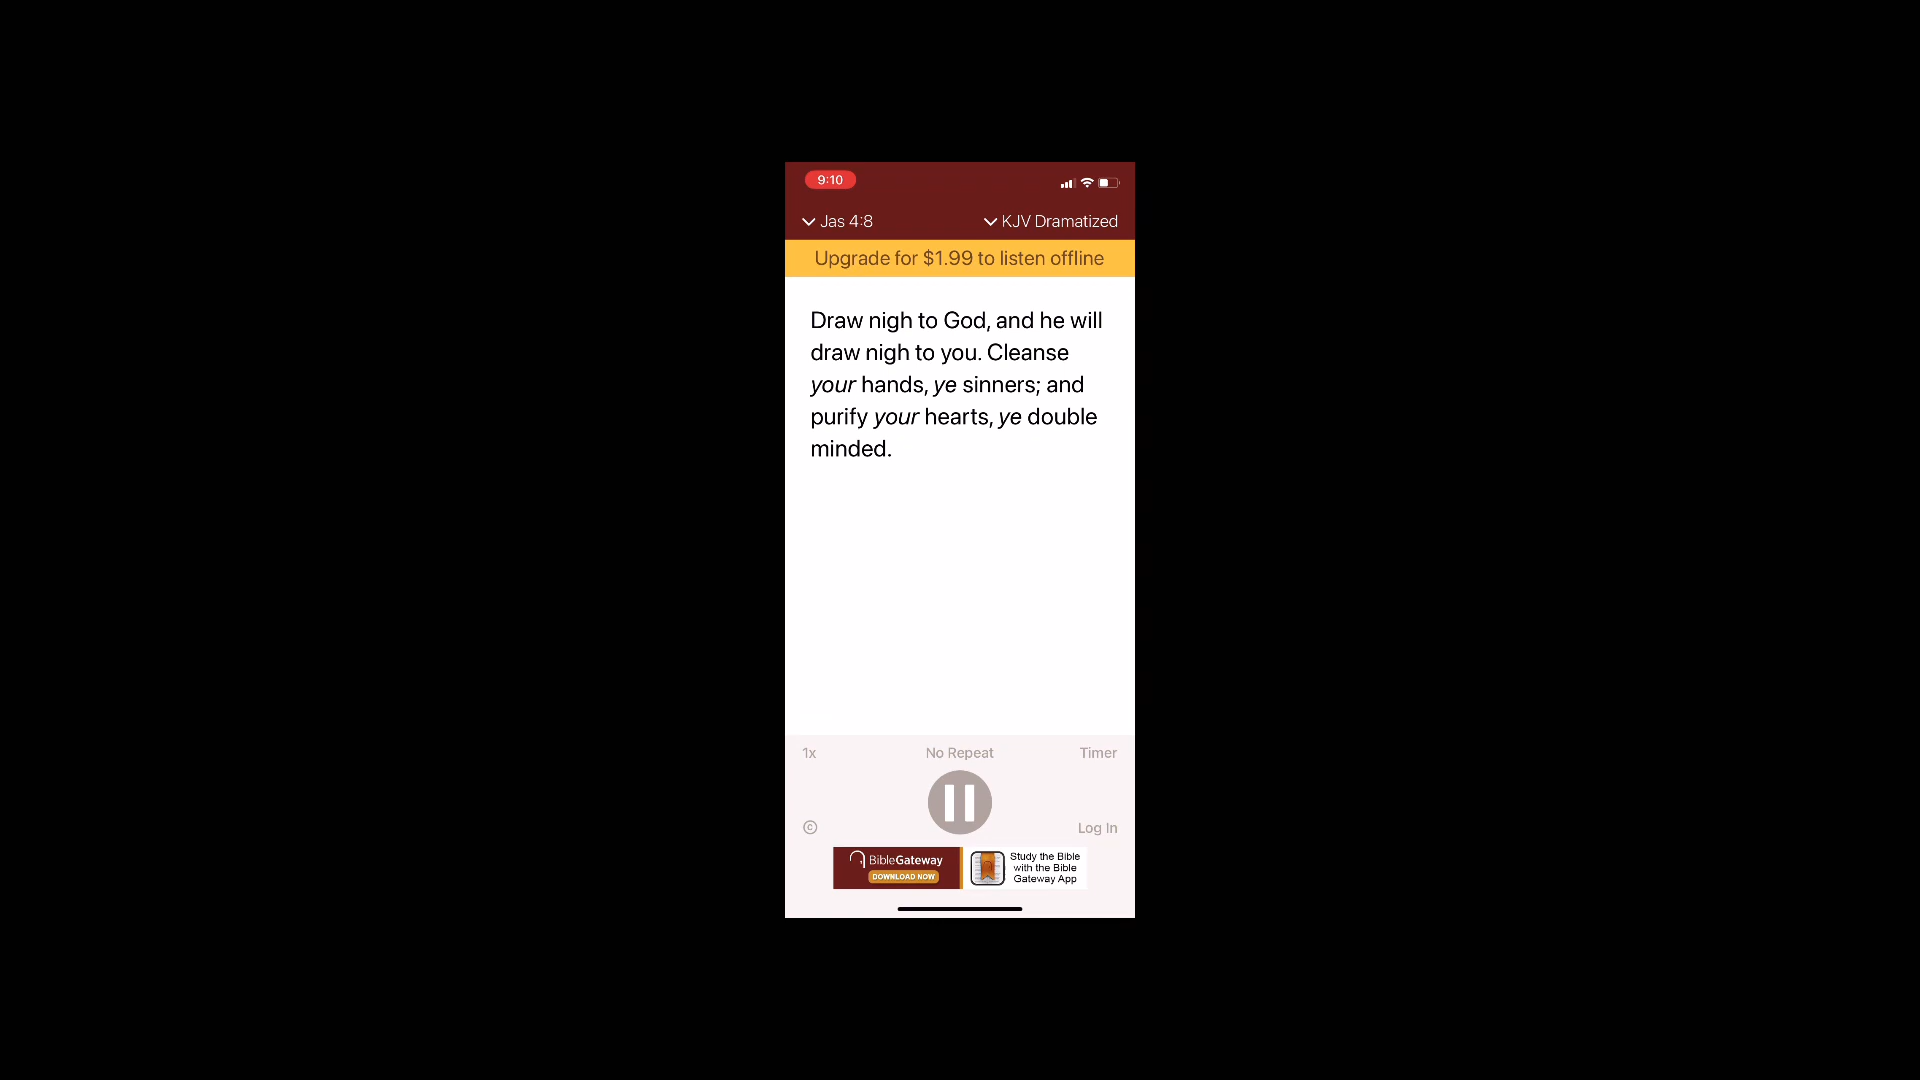 9:10
Jas 4:8
KJV Dramatized
Upgrade for $1.99 to listen offline
Draw nigh to God, and he will
draw nigh to you. Cleanse
your hands, ye sinners; and
purify your hearts, ye double
minded.
1x
No Repeat
Timer
©
Log In
BibleGateway
DOWNLOAD NOW
Study the Bible
with the Bible
Gateway App